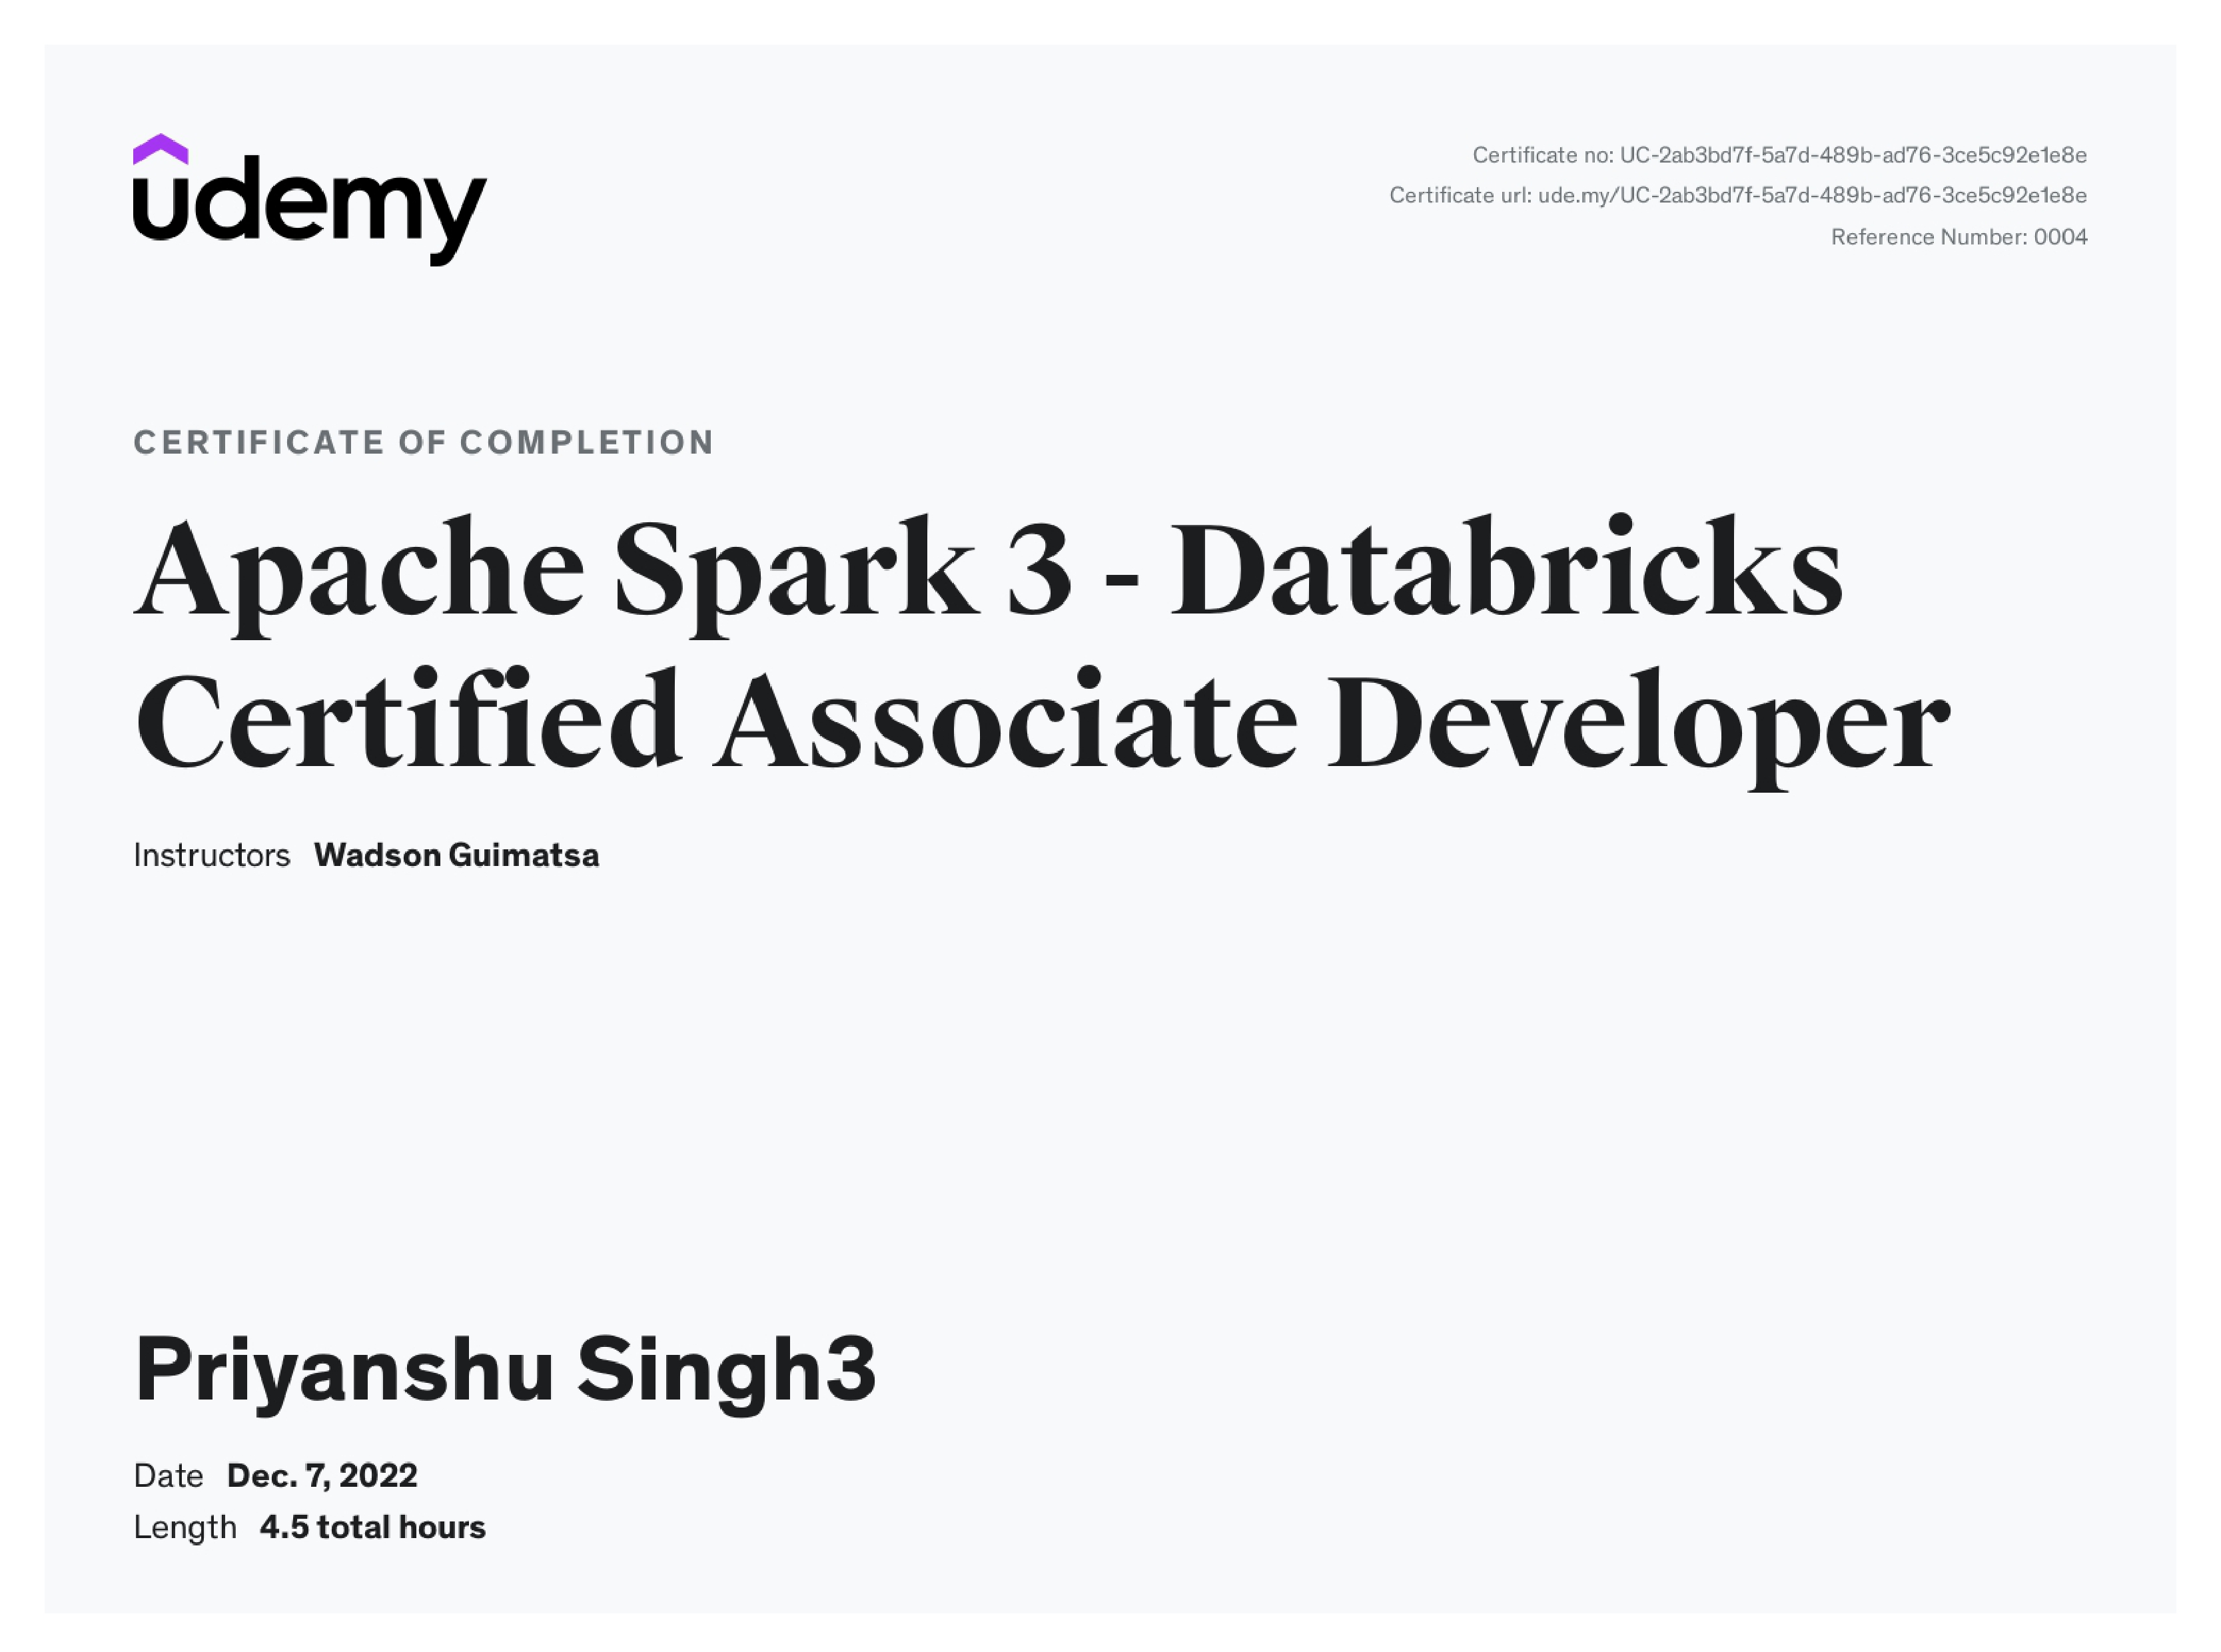 udemy
Certificate no: UC-2ab3bd7f-5a7d-489b-ad76-3ce5c92e1e8e
Certificate url: ude.my/UC-2ab3bd7f-5a7d-489b-ad76-3ce5c92e1e8e
Reference Number: 0004
CERTIFICATE OF COMPLETION
Apache Spark 3 - Databricks
Certified Associate Developer
Instructors Wadson Guimatsa
Priyanshu Singh3
Date Dec. 7, 2022
Length 4.5 total hours